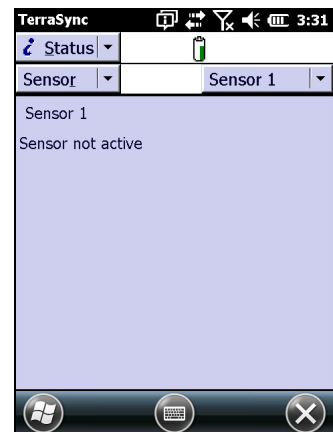 TerraSync 3:31
Status
Sensor Sensor 1
Sensor 1
Sensor not active